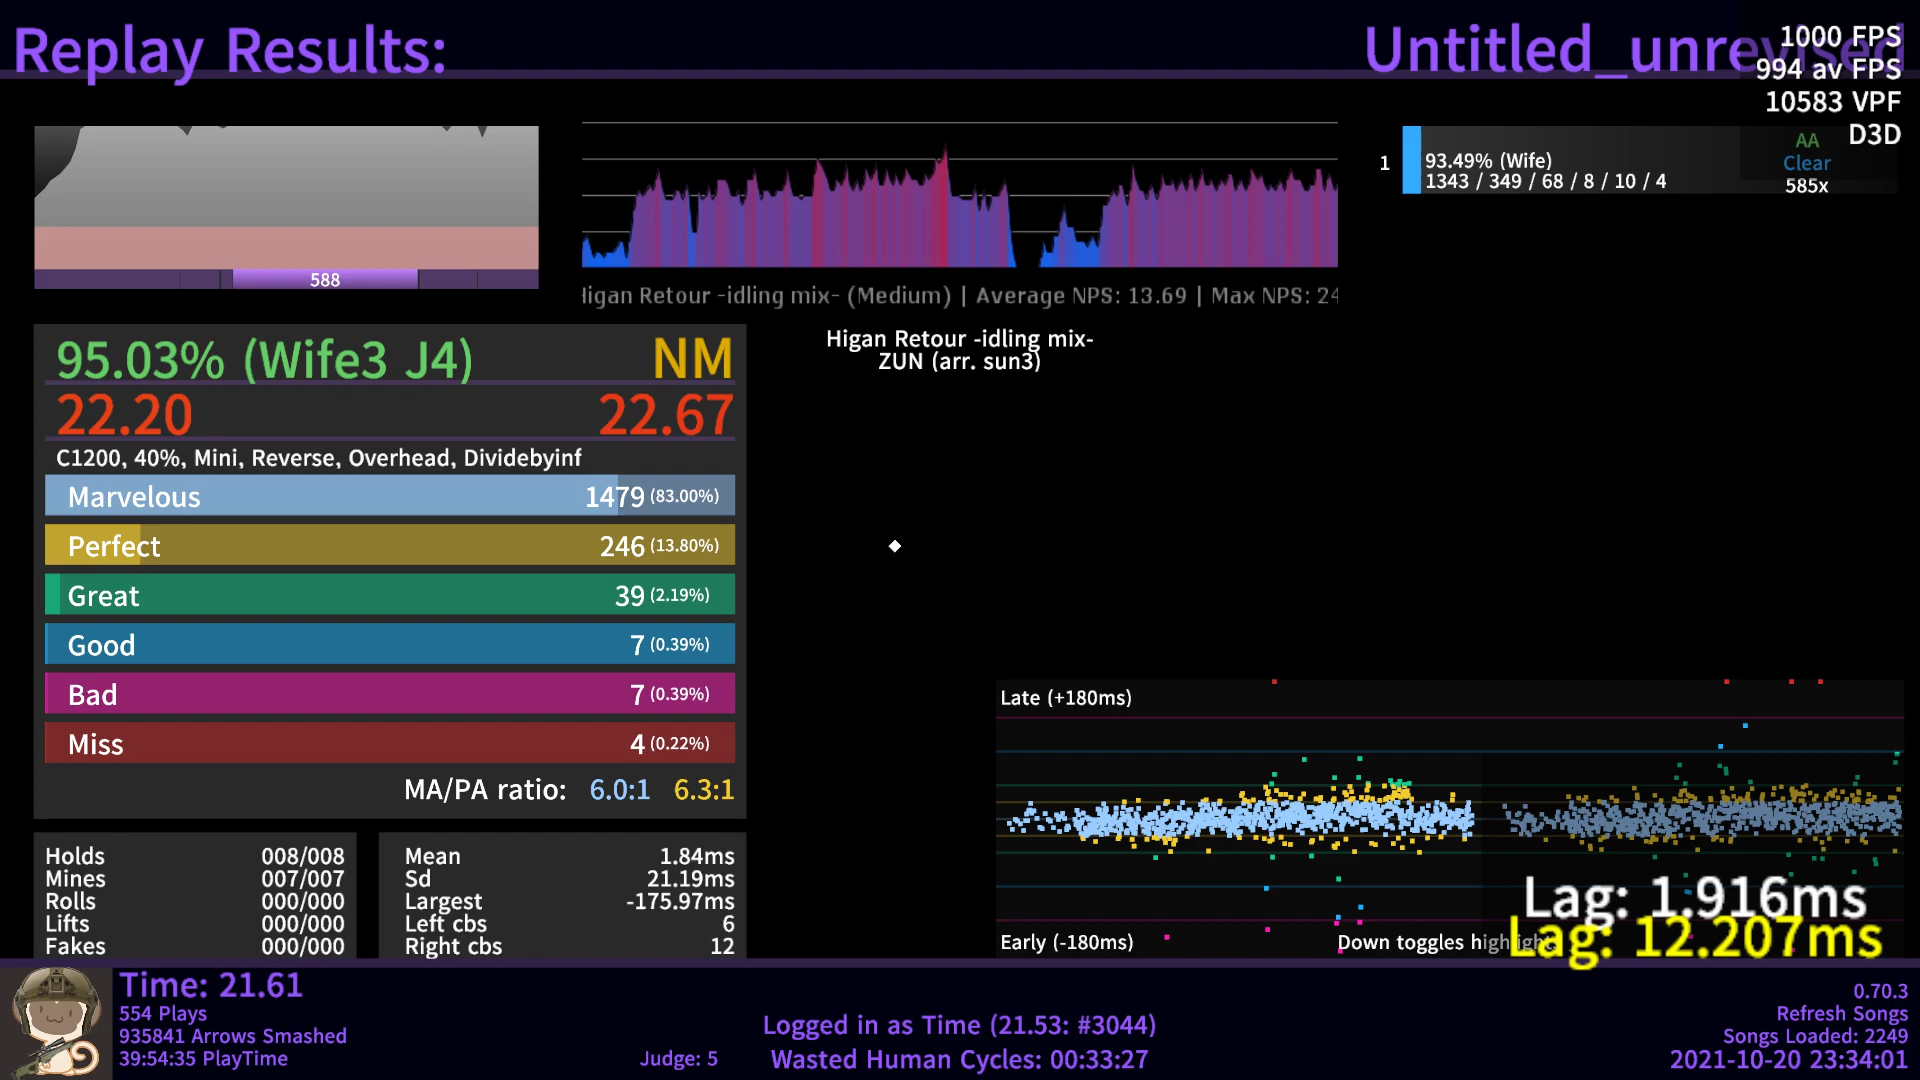 Replay Results:
Untitled_unrevised
1000 FPS
994 av FPS
10583 VPF
D3D
588
Higan Retour -idling mix- (Medium) | Average NPS: 13.69 | Max NPS: 24
1
93.49% (Wife)
1343 / 349 / 68 / 8 / 10 / 4
AA
Clear
585x
95.03% (Wife3 J4) NM
22.20 22.67
C1200, 40%, Mini, Reverse, Overhead, Dividebyinf
Marvelous 1479 (83.00%)
Perfect 246 (13.80%)
Great 39 (2.19%)
Good 7 (0.39%)
Bad 7 (0.39%)
Miss 4 (0.22%)
MA/PA ratio: 6.0:1 6.3:1
Higan Retour -idling mix-
ZUN (arr. sun3)
Holds 008/008
Mines 007/007
Rolls 000/000
Lifts 000/000
Fakes 000/000
Mean 1.84ms
Sd 21.19ms
Largest -175.97ms
Left cbs 6
Right cbs 12
Late (+180ms)
Early (-180ms)
Down toggles highlights
Lag: 1.916ms
Lag: 12.207ms
Time: 21.61
554 Plays
935841 Arrows Smashed
39:54:35 PlayTime
Judge: 5
Logged in as Time (21.53: #3044)
Wasted Human Cycles: 00:33:27
0.70.3
Refresh Songs
Songs Loaded: 2249
2021-10-20 23:34:01